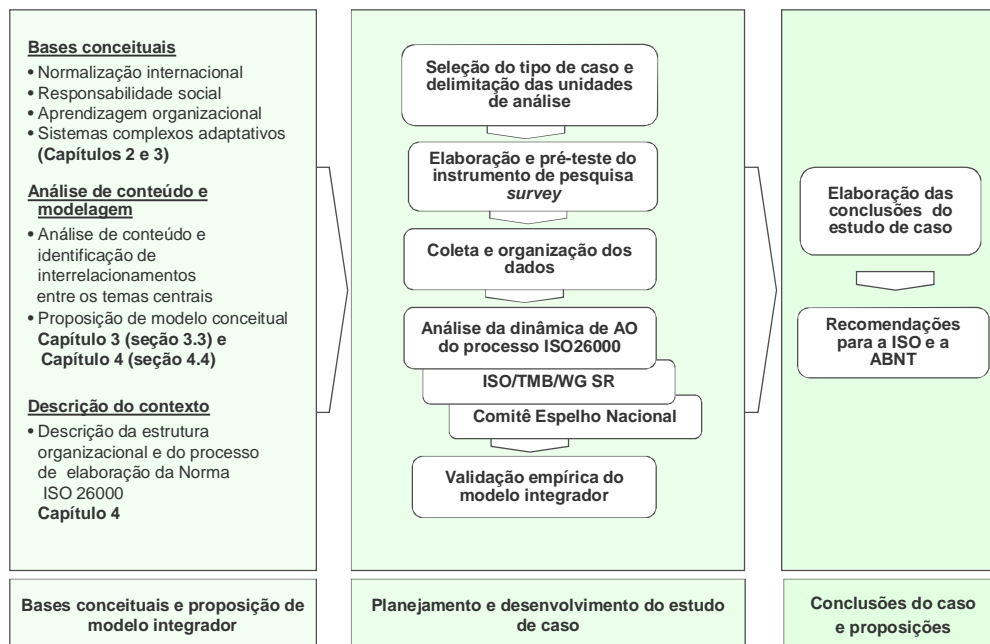 Bases conceituais
• Normalização internacional
• Responsabilidade social
• Aprendizagem organizacional
• Sistemas complexos adaptativos
(Capítulos 2 e 3)
Análise de conteúdo e
modelagem
• Análise de conteúdo e
identificação de
interrelacionamentos
entre os temas centrais
• Proposição de modelo conceitual
Capítulo 3 (seção 3.3) e
Capítulo 4 (seção 4.4)
Descrição do contexto
• Descrição da estrutura
organizacional e do processo
de elaboração da Norma
ISO 26000
Capítulo 4
Bases conceituais e proposição de
modelo integrador
Seleção do tipo de caso e
delimitação das unidades
de análise
Elaboração e pré-teste do
instrumento de pesquisa
survey
Coleta e organização dos
dados
Análise da dinâmica de AO
do processo ISO26000
ISO/TMB/WG SR
Comitê Espelho Nacional
Validação empírica do
modelo integrador
Planejamento e desenvolvimento do estudo
de caso
Elaboração das
conclusões do
estudo de caso
Recomendações
para a ISO e a
ABNT
Conclusões do caso
e proposições